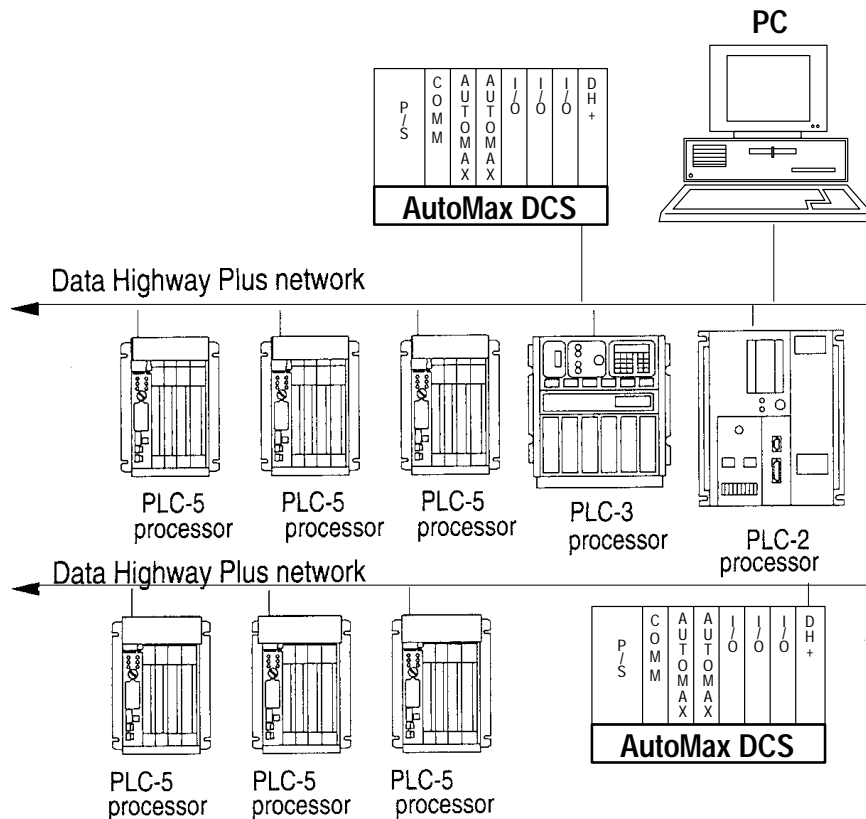 PC
P/S
COMM
AUTOMAX
AUTOMAX
I/O
I/O
I/O
DH+
AutoMax DCS
Data Highway Plus network
PLC-5
processor
PLC-5
processor
PLC-5
processor
PLC-3
processor
PLC-2
processor
Data Highway Plus network
P/S
COMM
AUTOMAX
AUTOMAX
I/O
I/O
I/O
DH+
AutoMax DCS
PLC-5
processor
PLC-5
processor
PLC-5
processor